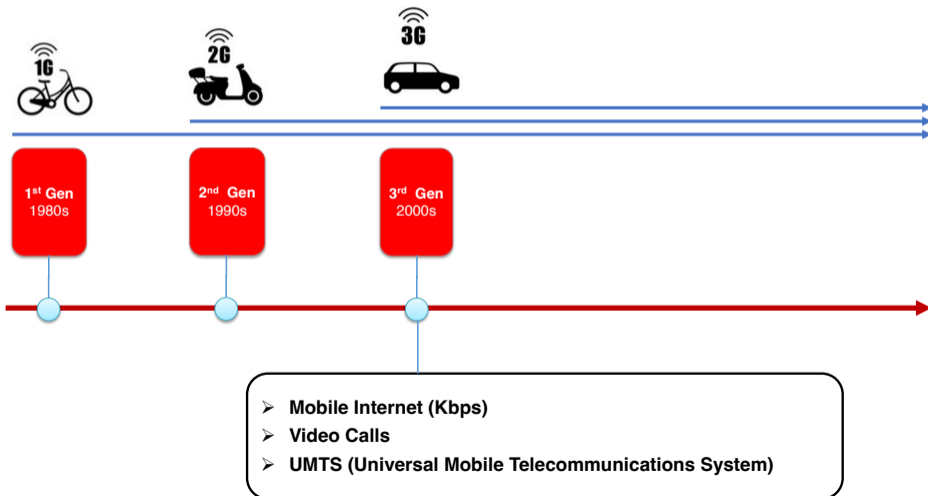 1G
2G
3G
1st Gen
1980s
2nd Gen
1990s
3rd Gen
2000s
➢ Mobile Internet (Kbps)
➢ Video Calls
➢ UMTS (Universal Mobile Telecommunications System)